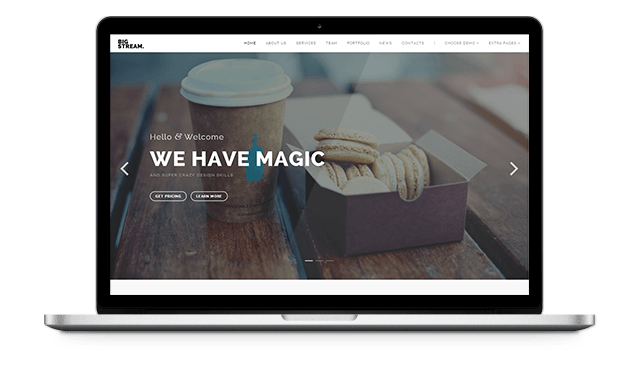 BIG
STREAM.
HOME ABOUT US SERVICES TEAM PORTFOLIO NEWS CONTACTS CHOOSE DEMO EXTRA PAGES
Hello & Welcome
WE HAVE MAGIC
AND SUPER CRAZY DESIGN SKILLS
GET PRICING LEARN MORE